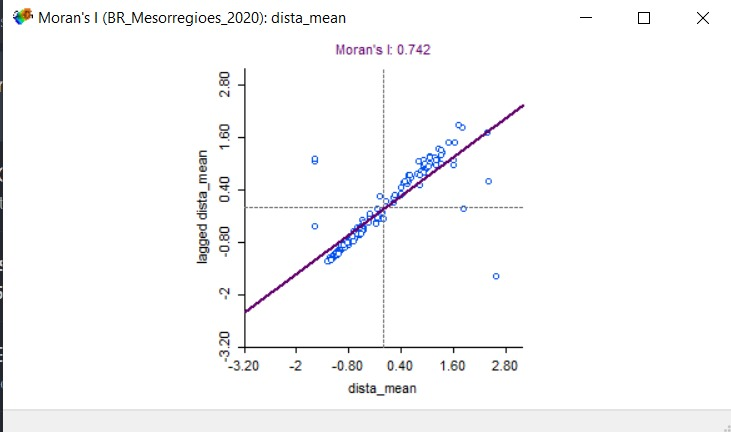 Moran's I (BR_Mesorregioes_2020): dista_mean
Moran's I: 0.742
lagged dista_mean
2.80
1.60
0.40
-0.80
-2
-3.20
-3.20 -2 -0.80 0.40 1.60 2.80
dista_mean